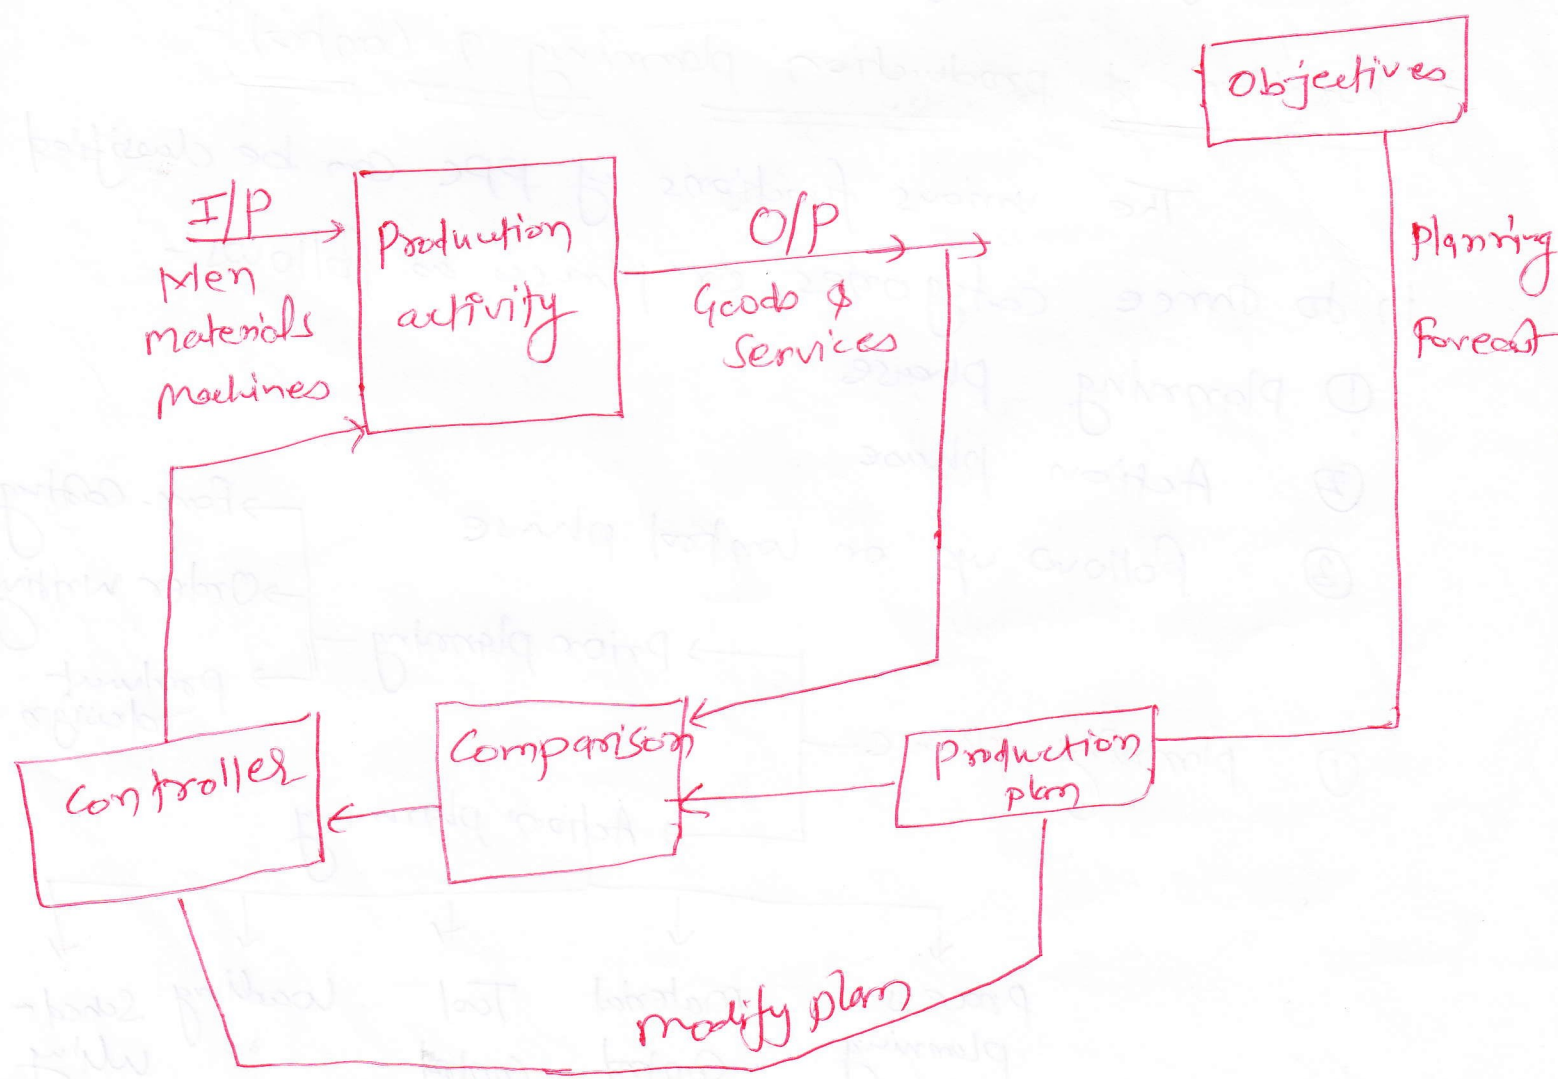 Objectives
I/P
Men
materials
Machines
Production
activity
O/P
Goods &
Services
Planning
Forecast
Controller
Comparison
Production
plan
modify plan